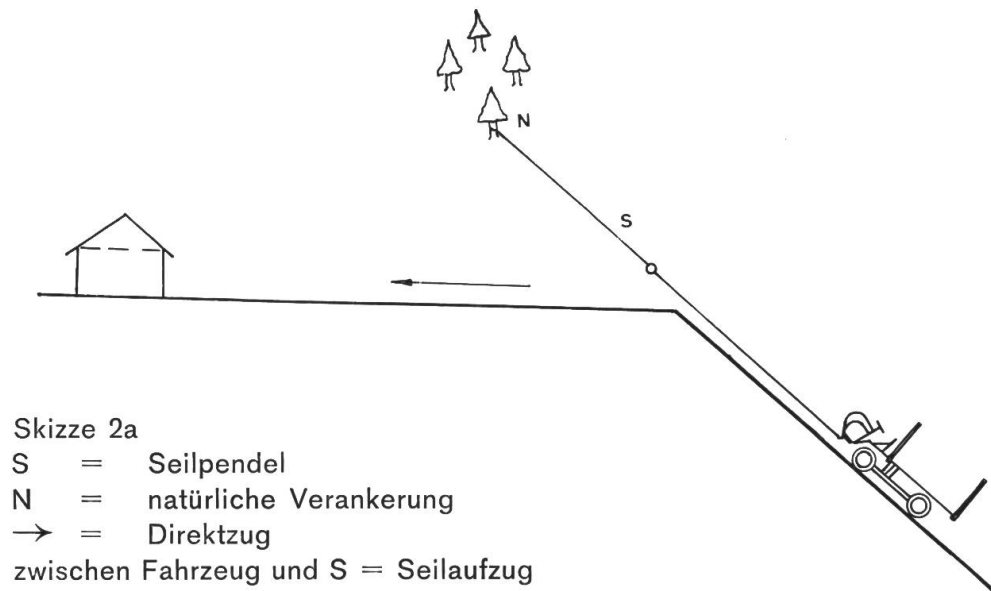 N
S
Skizze 2a
S = Seilpendel
N = natürliche Verankerung
→ = Direktzug
zwischen Fahrzeug und S = Seilaufzug